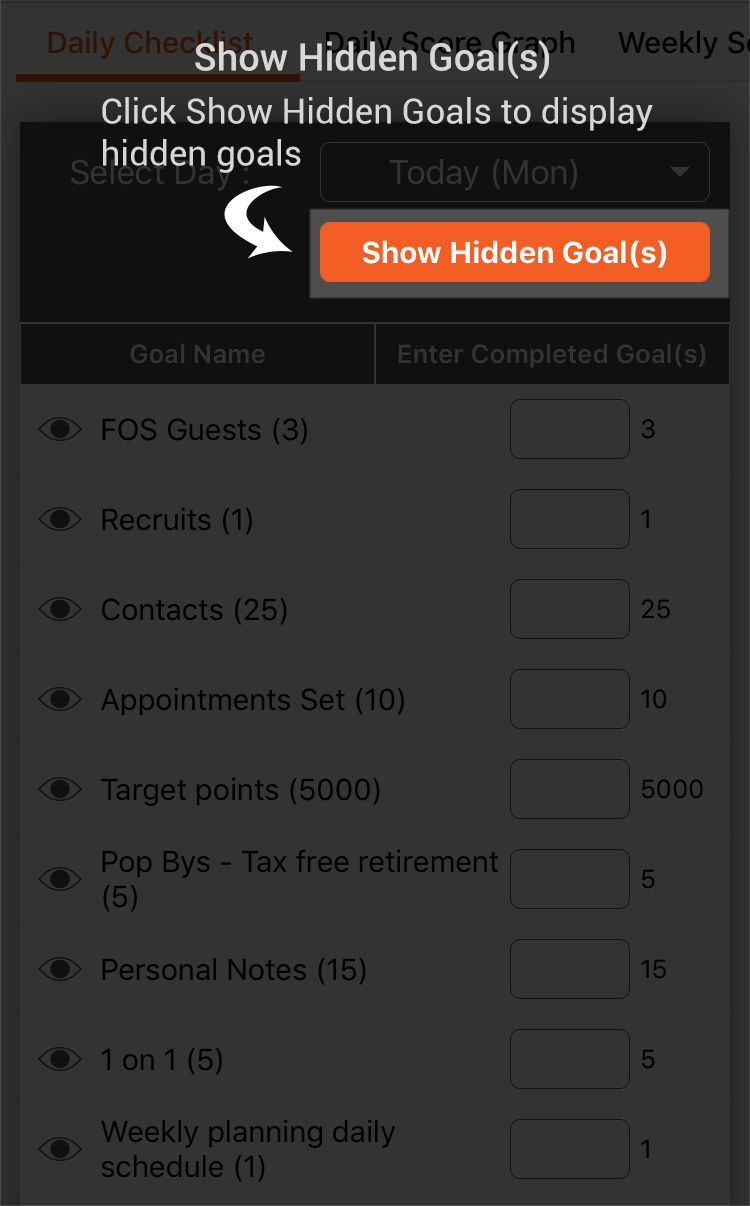 Daily Checklist Daily Score Graph Weekly
Show Hidden Goal(s)
Click Show Hidden Goals to display
hidden goals
Select Day : Today (Mon)
Show Hidden Goal(s)
Goal Name Enter Completed Goal(s)
FOS Guests (3) 3
Recruits (1) 1
Contacts (25) 25
Appointments Set (10) 10
Target points (5000) 5000
Pop Bys - Tax free retirement
(5) 5
Personal Notes (15) 15
1 on 1 (5) 5
Weekly planning daily
schedule (1) 1